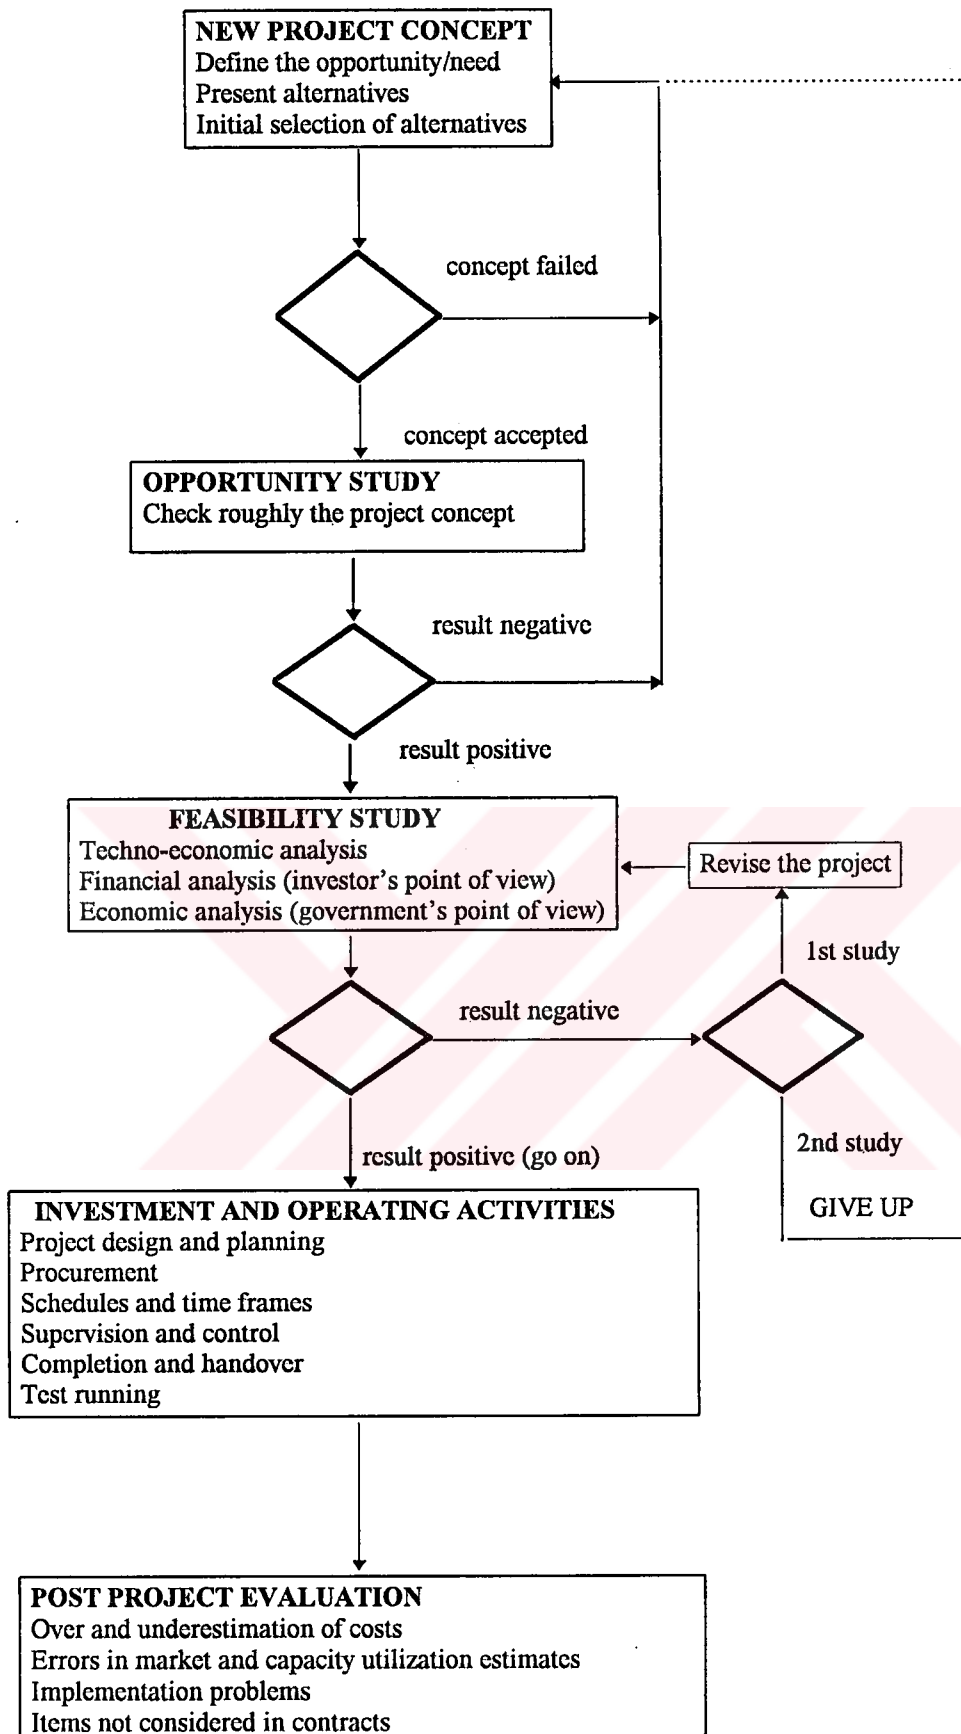 NEW PROJECT CONCEPT
Define the opportunity/need
Present alternatives
Initial selection of alternatives
concept failed
concept accepted
OPPORTUNITY STUDY
Check roughly the project concept
result negative
result positive
FEASIBILITY STUDY
Techno-economic analysis
Financial analysis (investor's point of view)
Economic analysis (government's point of view)
Revise the project
1st study
result negative
2nd study
result positive (go on)
GIVE UP
INVESTMENT AND OPERATING ACTIVITIES
Project design and planning
Procurement
Schedules and time frames
Supervision and control
Completion and handover
Test running
POST PROJECT EVALUATION
Over and underestimation of costs
Errors in market and capacity utilization estimates
Implementation problems
Items not considered in contracts